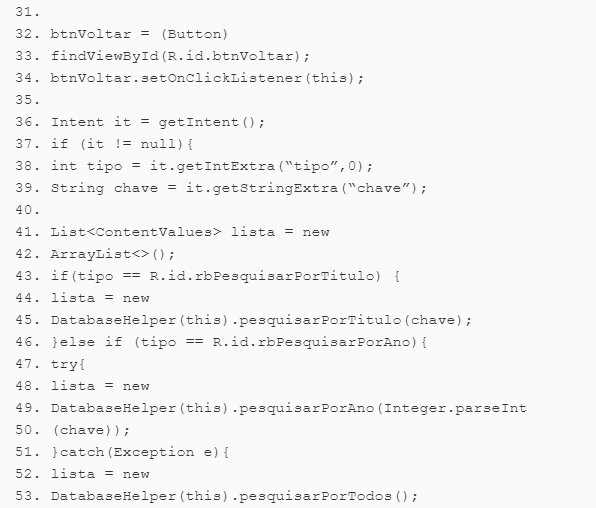 31.
32. btnVoltar = (Button)
33. findViewById(R.id.btnVoltar);
34. btnVoltar.setOnClickListener(this);
35.
36. Intent it = getIntent();
37. if (it != null){
38. int tipo = it.getIntExtra(“tipo”,0);
39. String chave = it.getStringExtra(“chave”);
40.
41. List<ContentValues> lista = new
42. ArrayList<>();
43. if(tipo == R.id.rbPesquisarPorTitulo) {
44. lista = new
45. DatabaseHelper(this).pesquisarPorTitulo(chave);
46. }else if (tipo == R.id.rbPesquisarPorAno){
47. try{
48. lista = new
49. DatabaseHelper(this).pesquisarPorAno(Integer.parseInt
50. (chave));
51. }catch(Exception e){
52. lista = new
53. DatabaseHelper(this).pesquisarPorTodos();